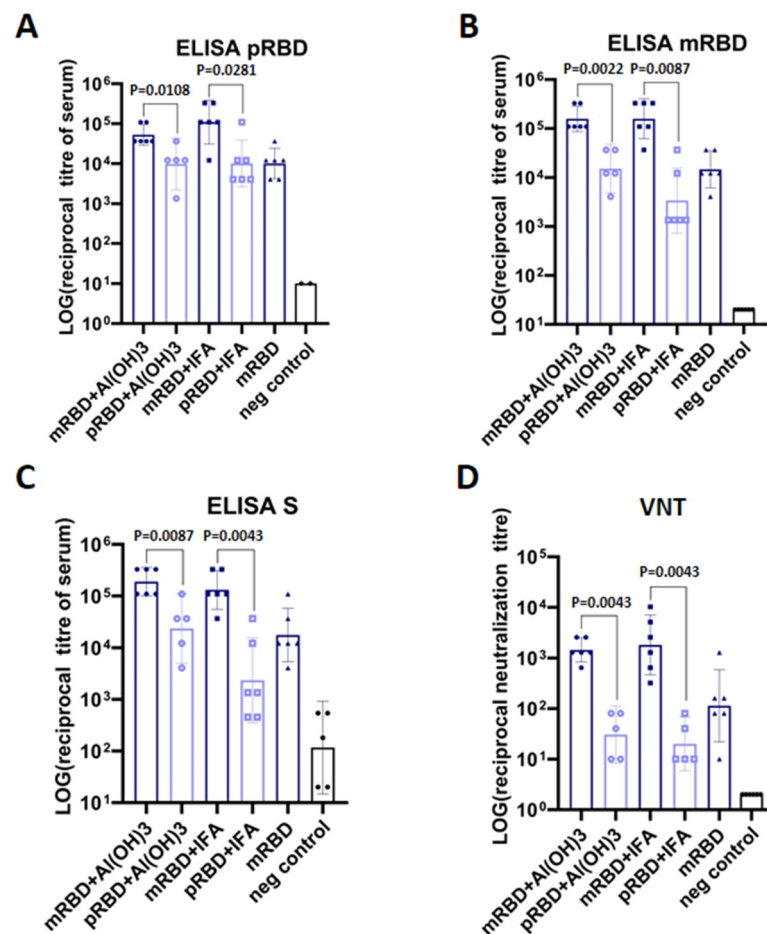 A
ELISA pRBD
LOG(reciprocal titre of serum)
10⁶
10⁵
10⁴
10³
10²
10¹
10⁰
P=0.0108
P=0.0281
mRBD+Al(OH)3
pRBD+Al(OH)3
mRBD+IFA
pRBD+IFA
mRBD
neg control
B
ELISA mRBD
LOG(reciprocal titre of serum)
10⁶
10⁵
10⁴
10³
10²
10¹
P=0.0022
P=0.0087
mRBD+Al(OH)3
pRBD+Al(OH)3
mRBD+IFA
pRBD+IFA
mRBD
neg control
C
ELISA S
LOG(reciprocal titre of serum)
10⁶
10⁵
10⁴
10³
10²
10¹
P=0.0087
P=0.0043
mRBD+Al(OH)3
pRBD+Al(OH)3
mRBD+IFA
pRBD+IFA
mRBD
neg control
D
VNT
LOG(reciprocal neutralization titre)
10⁵
10⁴
10³
10²
10¹
10⁰
P=0.0043
P=0.0043
mRBD+Al(OH)3
pRBD+Al(OH)3
mRBD+IFA
pRBD+IFA
mRBD
neg control